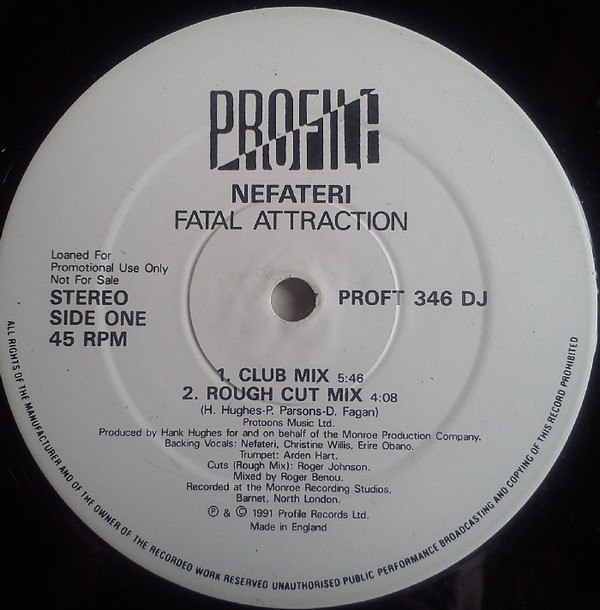 PROFILE
NEFATERI
FATAL ATTRACTION
Loaned For
Promotional Use Only
Not For Sale
STEREO
SIDE ONE
45 RPM
PROFT 346 DJ
1. CLUB MIX 5:46
2. ROUGH CUT MIX 4:08
(H. Hughes-P. Parsons-D. Fagan)
Protoons Music Ltd.
Produced by Hank Hughes for and on behalf of the Monroe Production Company.
Backing Vocals: Nefateri, Christine Willis, Erire Obano.
Trumpet: Arden Hart.
Cuts (Rough Mix): Roger Johnson.
Mixed by Roger Benou.
Recorded at the Monroe Recording Studios,
Barnet, North London.
℗ & © 1991 Profile Records Ltd.
Made in England
ALL RIGHTS OF THE MANUFACTURER AND OF THE OWNER OF THE RECORDED WORK RESERVED UNAUTHORISED PUBLIC PERFORMANCE BROADCASTING AND COPYING OF THIS RECORD PROHIBITED